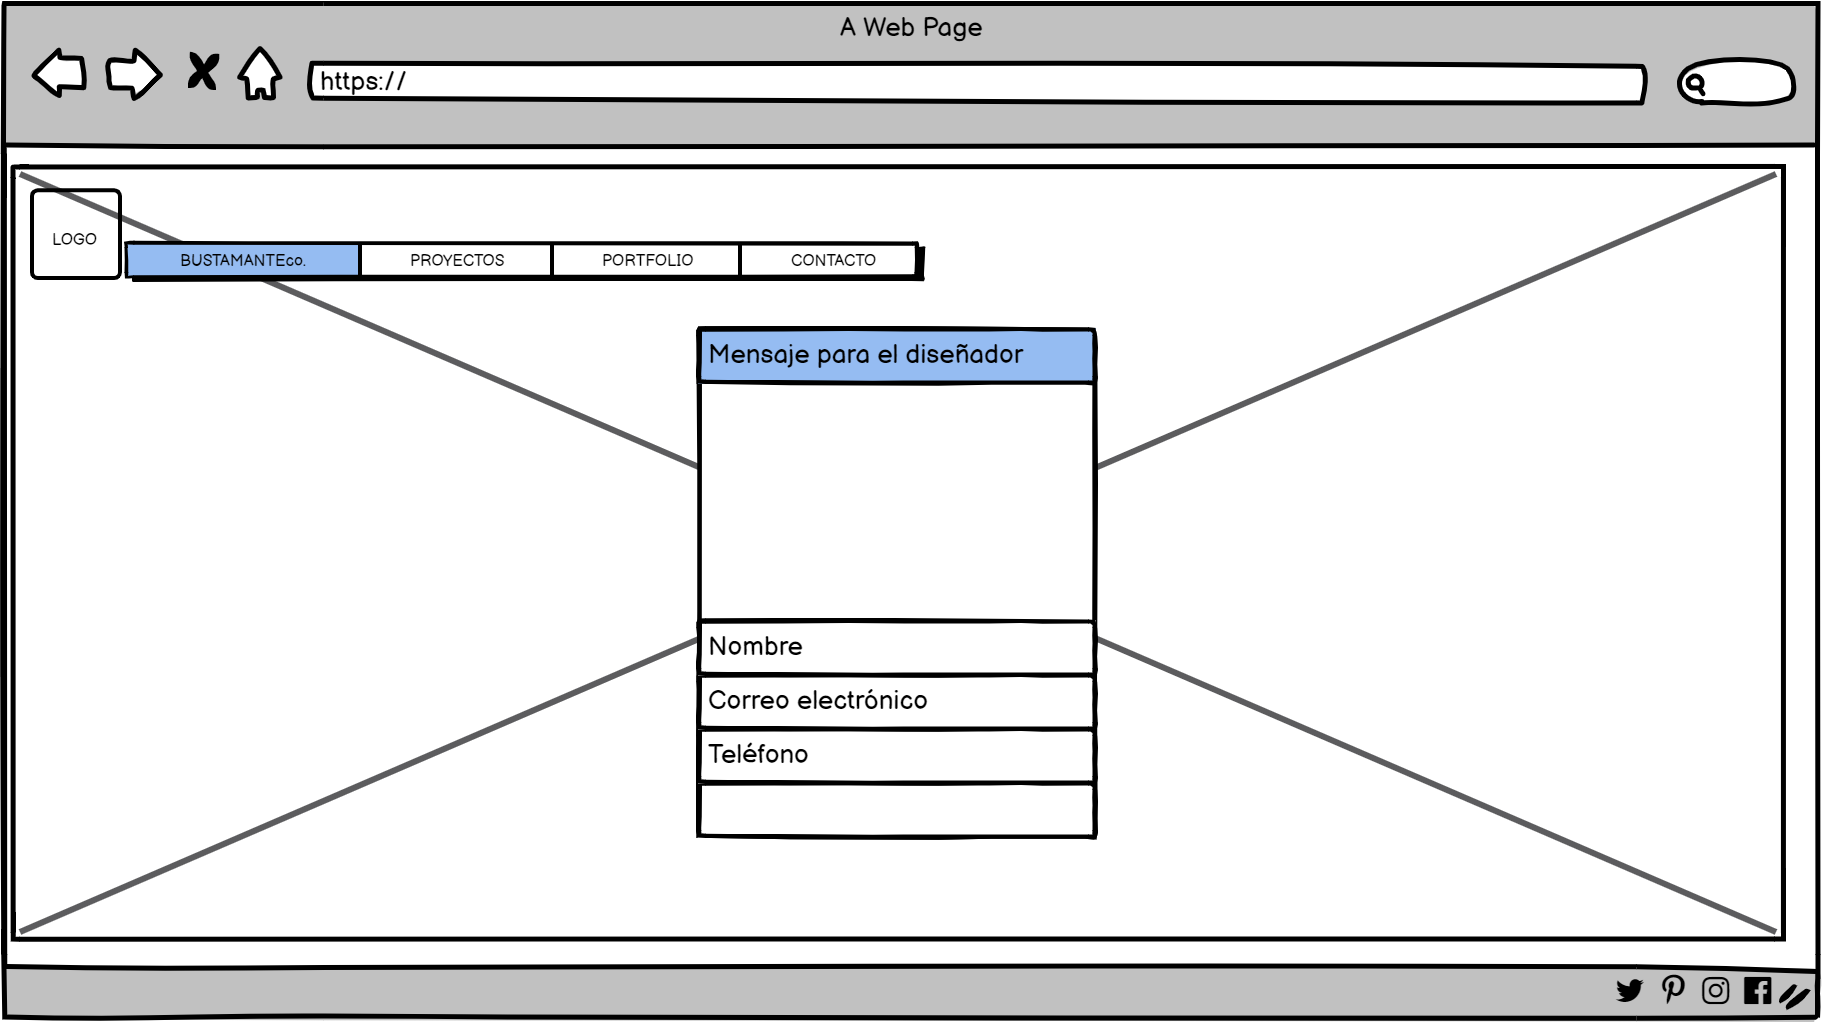 A Web Page
https://
LOGO
BUSTAMANTEco.
PROYECTOS
PORTFOLIO
CONTACTO
Mensaje para el diseñador
Nombre
Correo electrónico
Teléfono